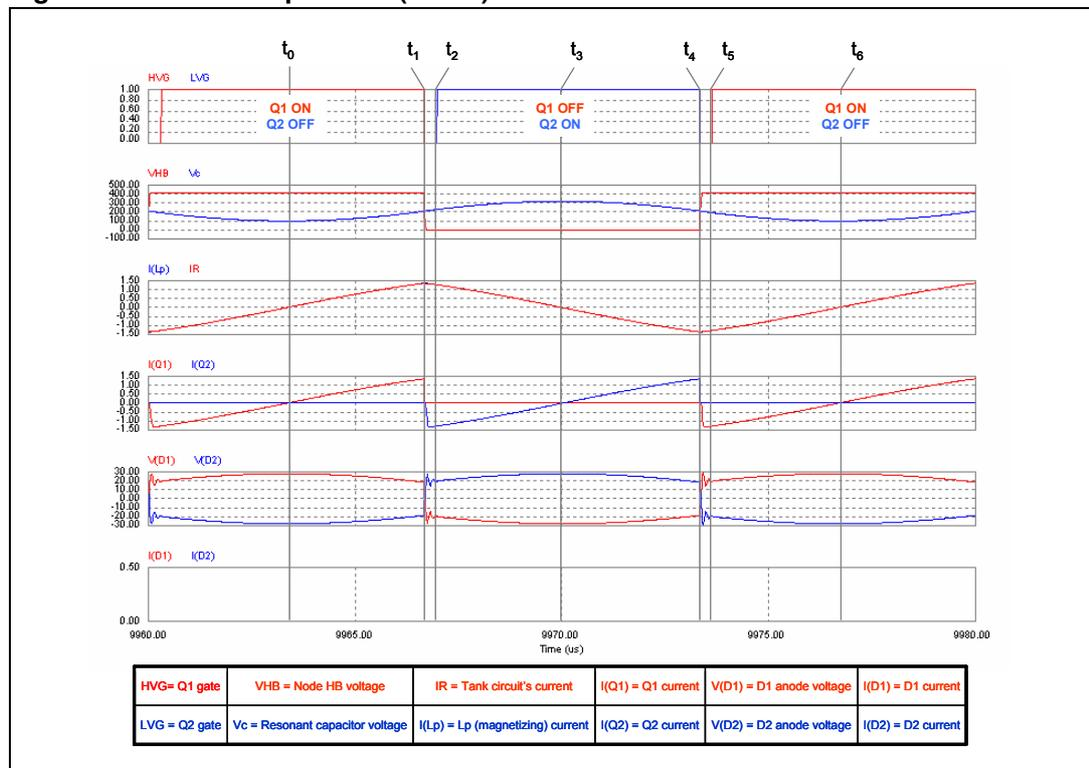 t0 t1 t2 t3 t4 t5 t6
HVG LVG
1.00
0.80
0.60
0.40
0.20
0.00
Q1 ON
Q2 OFF
Q1 OFF
Q2 ON
Q1 ON
Q2 OFF
VHB Vc
500.00
400.00
300.00
200.00
100.00
0.00
-100.00
I(Lp) IR
1.50
1.00
0.50
0.00
-0.50
-1.00
-1.50
I(Q1) I(Q2)
1.50
1.00
0.50
0.00
-0.50
-1.00
-1.50
V(D1) V(D2)
30.00
20.00
10.00
0.00
-10.00
-20.00
-30.00
I(D1) I(D2)
0.50
0.00
9960.00 9965.00 9970.00 9975.00 9980.00
Time (us)
HVG= Q1 gate VHB = Node HB voltage IR = Tank circuit's current I(Q1) = Q1 current V(D1) = D1 anode voltage I(D1) = D1 current
LVG = Q2 gate Vc = Resonant capacitor voltage I(Lp) = Lp (magnetizing) current I(Q2) = Q2 current V(D2) = D2 anode voltage I(D2) = D2 current